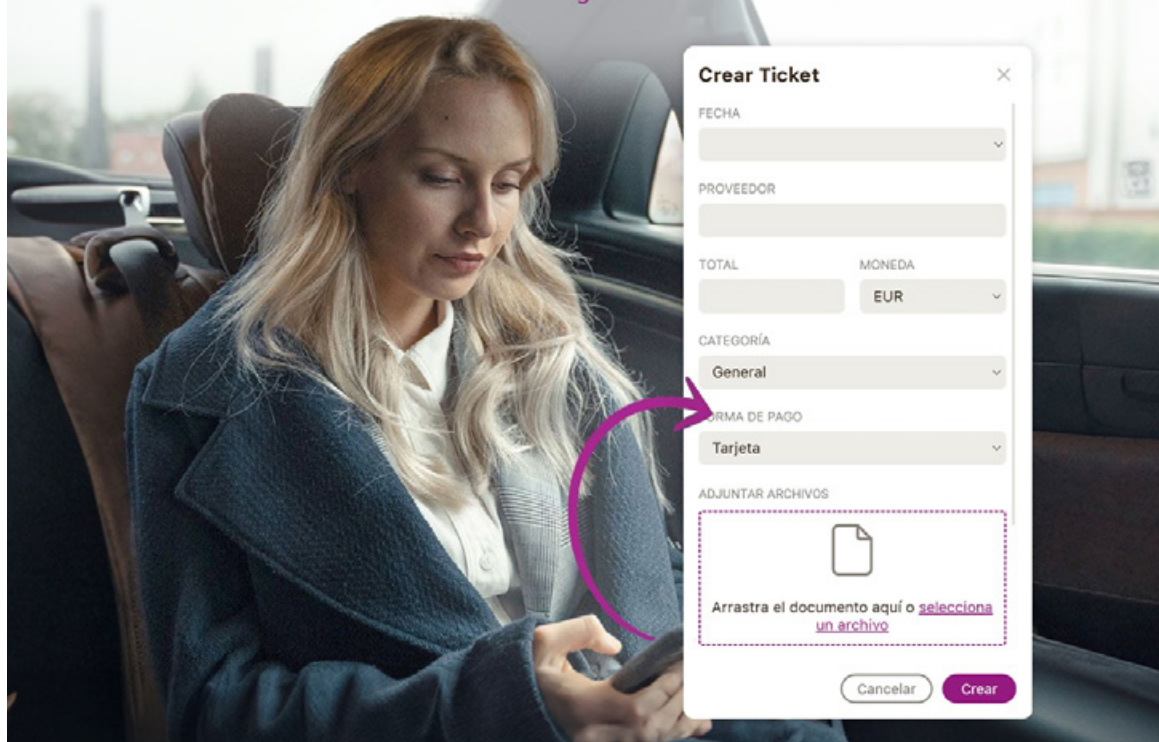 Crear Ticket
FECHA
PROVEEDOR
TOTAL
MONEDA
EUR
CATEGORÍA
General
FORMA DE PAGO
Tarjeta
ADJUNTAR ARCHIVOS
Arrastra el documento aquí o selecciona
un archivo
Cancelar
Crear